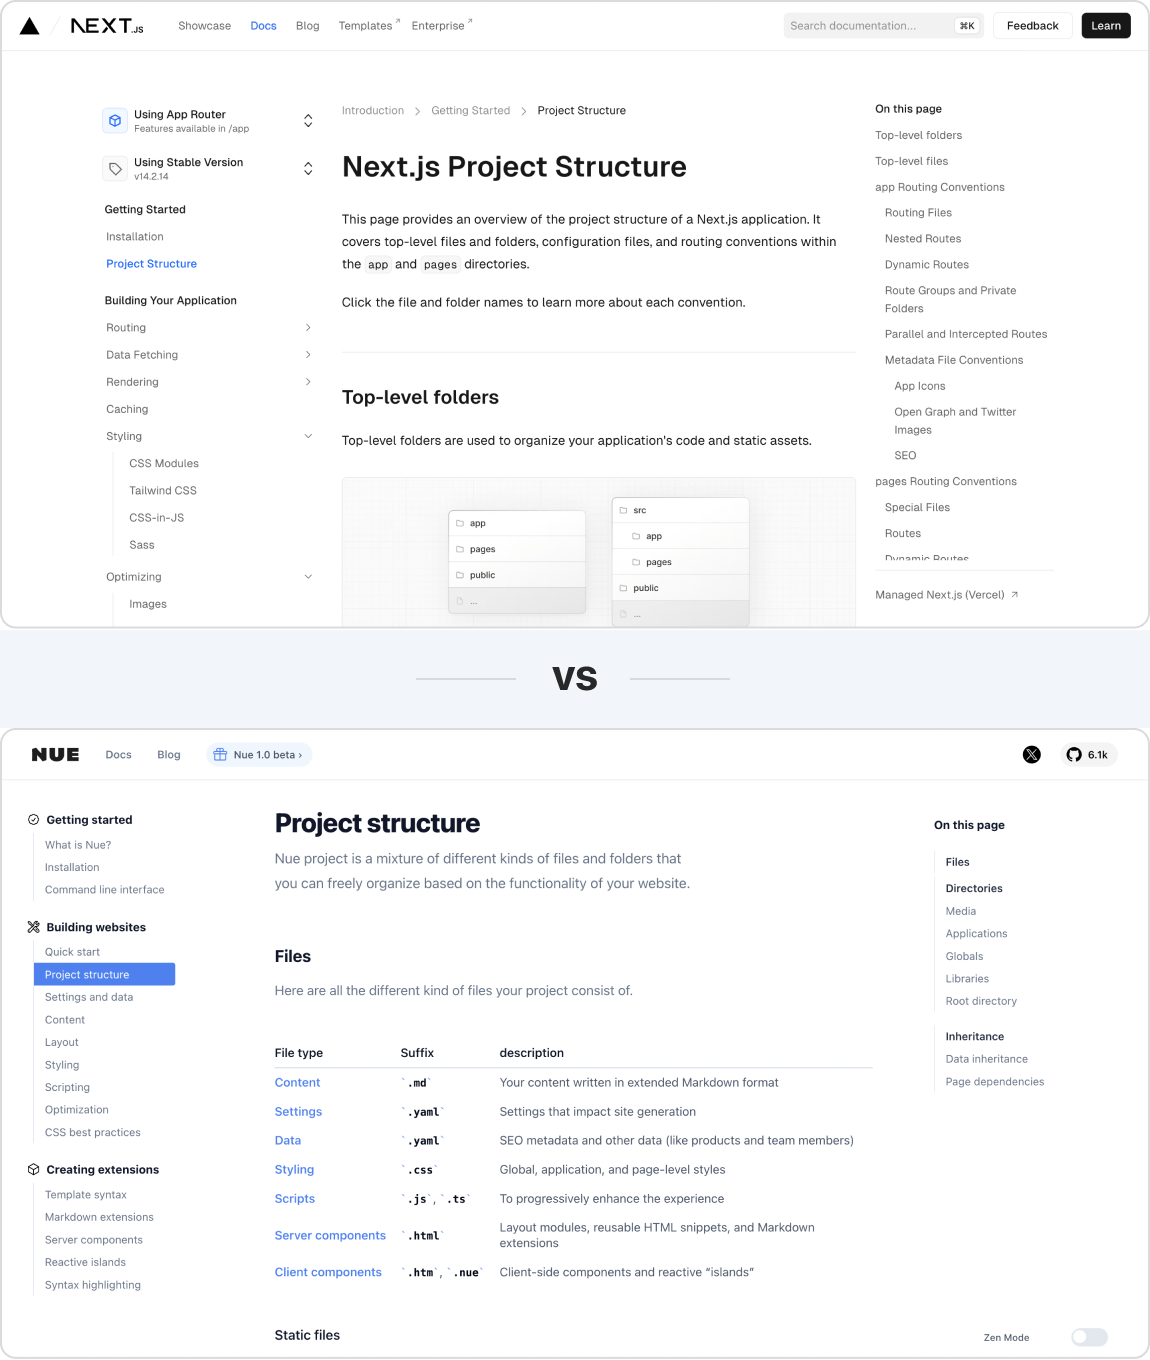 NEXT.JS
Showcase
Docs
Blog
Templates
Enterprise
Search documentation...
⌘K
Feedback
Learn
Using App Router
Features available in /app
Using Stable Version
v14.2.14
Getting Started
Installation
Project Structure
Building Your Application
Routing
Data Fetching
Rendering
Caching
Styling
CSS Modules
Tailwind CSS
CSS-in-JS
Sass
Optimizing
Images
Introduction > Getting Started > Project Structure
Next.js Project Structure
This page provides an overview of the project structure of a Next.js application. It
covers top-level files and folders, configuration files, and routing conventions within
the app and pages directories.
Click the file and folder names to learn more about each convention.
Top-level folders
Top-level folders are used to organize your application's code and static assets.
app
pages
public
...
src
app
pages
public
...
On this page
Top-level folders
Top-level files
app Routing Conventions
Routing Files
Nested Routes
Dynamic Routes
Route Groups and Private
Folders
Parallel and Intercepted Routes
Metadata File Conventions
App Icons
Open Graph and Twitter
Images
SEO
pages Routing Conventions
Special Files
Routes
Dynamic Routes
Managed Next.js (Vercel)
VS
NUE
Docs
Blog
Nue 1.0 beta ›
6.1k
Getting started
What is Nue?
Installation
Command line interface
Building websites
Quick start
Project structure
Settings and data
Content
Layout
Styling
Scripting
Optimization
CSS best practices
Creating extensions
Template syntax
Markdown extensions
Server components
Reactive islands
Syntax highlighting
Project structure
Nue project is a mixture of different kinds of files and folders that
you can freely organize based on the functionality of your website.
Files
Here are all the different kind of files your project consist of.
File type Suffix description
Content `.md` Your content written in extended Markdown format
Settings `.yaml` Settings that impact site generation
Data `.yaml` SEO metadata and other data (like products and team members)
Styling `.css` Global, application, and page-level styles
Scripts `.js`, `.ts` To progressively enhance the experience
Server components `.html` Layout modules, reusable HTML snippets, and Markdown
extensions
Client components `.htm`, `.nue` Client-side components and reactive “islands”
Static files
On this page
Files
Directories
Media
Applications
Globals
Libraries
Root directory
Inheritance
Data inheritance
Page dependencies
Zen Mode